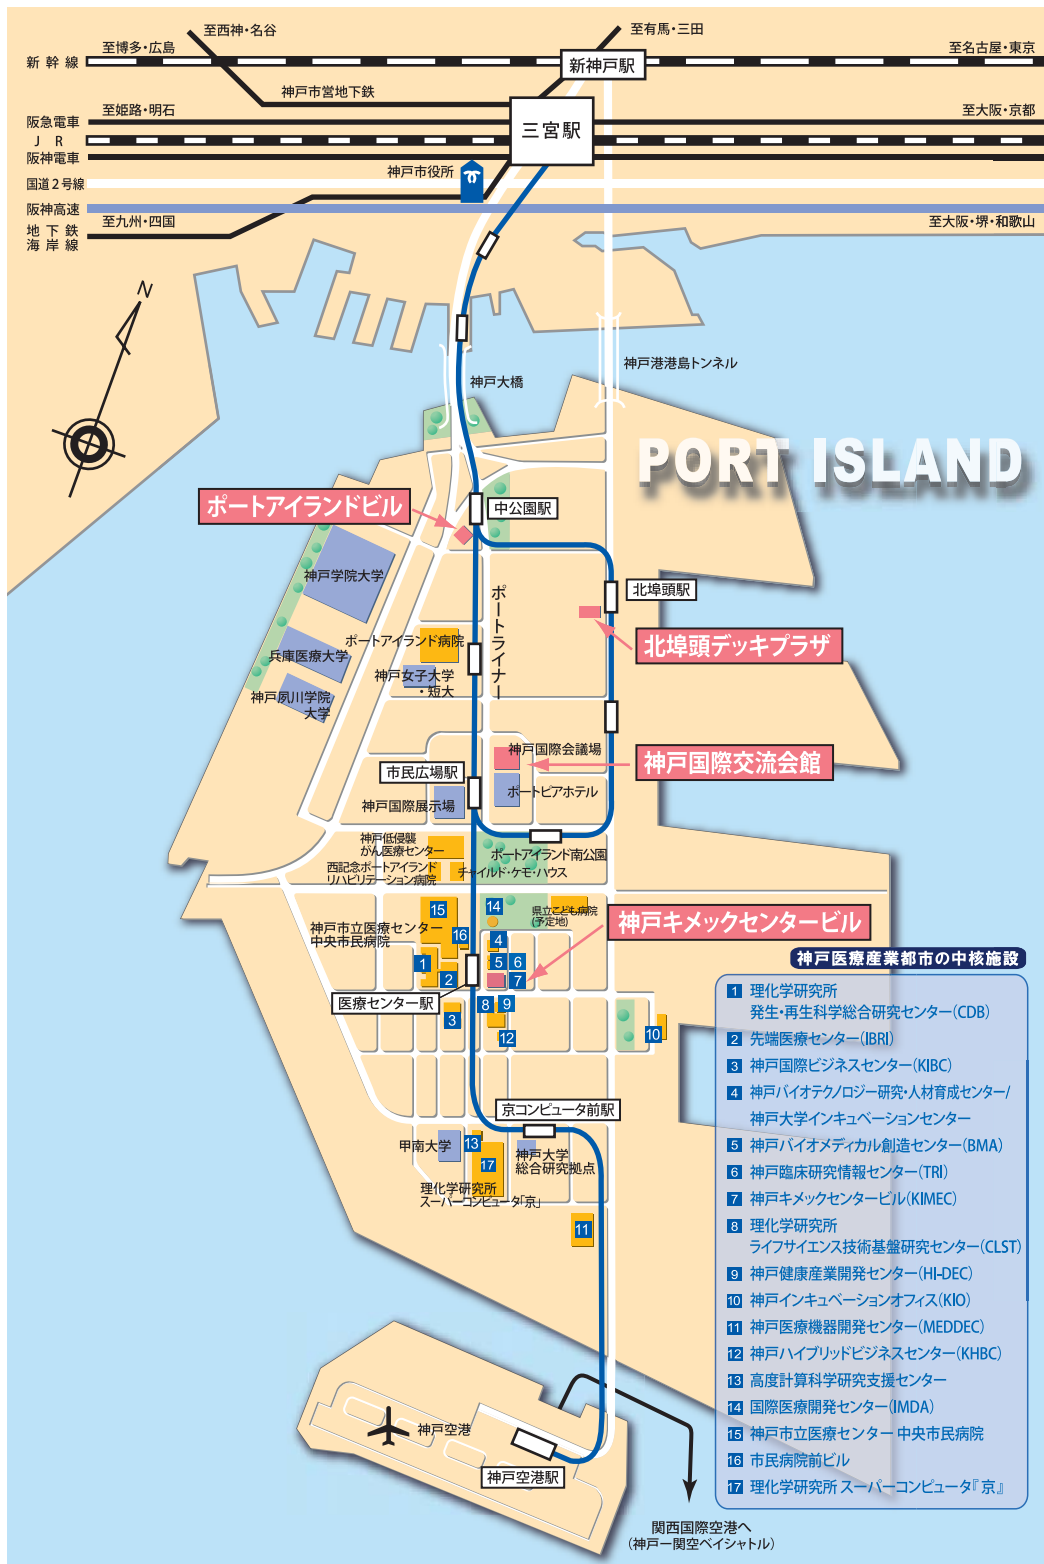 至西神・名谷
至有馬・三田
至博多・広島
至名古屋・東京
新幹線
新神戸駅
神戸市営地下鉄
至姫路・明石
至大阪・京都
阪急電車
三宮駅
JR
阪神電車
神戸市役所
国道2号線
阪神高速
至九州・四国
至大阪・堺・和歌山
地下鉄
海岸線
N
神戸港港島トンネル
神戸大橋
PORT ISLAND
ポートアイランドビル
中公園駅
神戸学院大学
北埠頭駅
ポートライナー
ポートアイランド病院
北埠頭デッキプラザ
兵庫医療大学
神戸女子大学
・短大
神戸夙川学院
大学
神戸国際会議場
神戸国際交流会館
市民広場駅
ポートピアホテル
神戸国際展示場
神戸低侵襲
がん医療センター
ポートアイランド南公園
西記念ポートアイランド
リハビリテーション病院
チャイルド・ケモ・ハウス
15
14
県立こども病院
(予定地)
神戸キメックセンタービル
神戸市立医療センター
中央市民病院
16
4
1
5
6
2
7
医療センター駅
8
9
3
12
10
京コンピュータ前駅
甲南大学
13
神戸大学
総合研究拠点
17
理化学研究所
スーパーコンピュータ「京」
11
神戸空港
神戸空港駅
関西国際空港へ
(神戸ー関空ベイシャトル)
神戸医療産業都市の中核施設
1 理化学研究所
発生・再生科学総合研究センター(CDB)
2 先端医療センター(IBRI)
3 神戸国際ビジネスセンター(KIBC)
4 神戸バイオテクノロジー研究・人材育成センター/
神戸大学インキュベーションセンター
5 神戸バイオメディカル創造センター(BMA)
6 神戸臨床研究情報センター(TRI)
7 神戸キメックセンタービル(KIMEC)
8 理化学研究所
ライフサイエンス技術基盤研究センター(CLST)
9 神戸健康産業開発センター(HI-DEC)
10 神戸インキュベーションオフィス(KIO)
11 神戸医療機器開発センター(MEDDEC)
12 神戸ハイブリッドビジネスセンター(KHBC)
13 高度計算科学研究支援センター
14 国際医療開発センター(IMDA)
15 神戸市立医療センター 中央市民病院
16 市民病院前ビル
17 理化学研究所 スーパーコンピュータ『京』